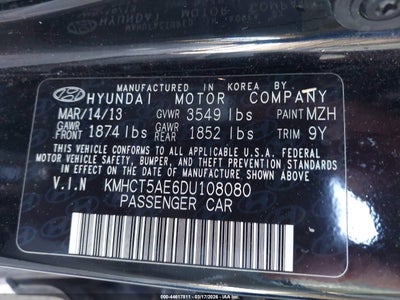 MANUFACTURED IN KOREA BY
HYUNDAI MOTOR COMPANY
MAR/14/13 GVWR 3549 lbs PAINT MZH
GAWR FRONT 1874 lbs GAWR REAR 1852 lbs TRIM 9Y
THIS VEHICLE CONFORMS TO ALL APPLICABLE U.S.A. FEDERAL
MOTOR VEHICLE SAFETY, BUMPER, AND THEFT PREVENTION STANDARDS
IN EFFECT ON THE DATE OF MANUFACTURE SHOWN ABOVE.
V.I.N KMHCT5AE6DU108080
PASSENGER CAR